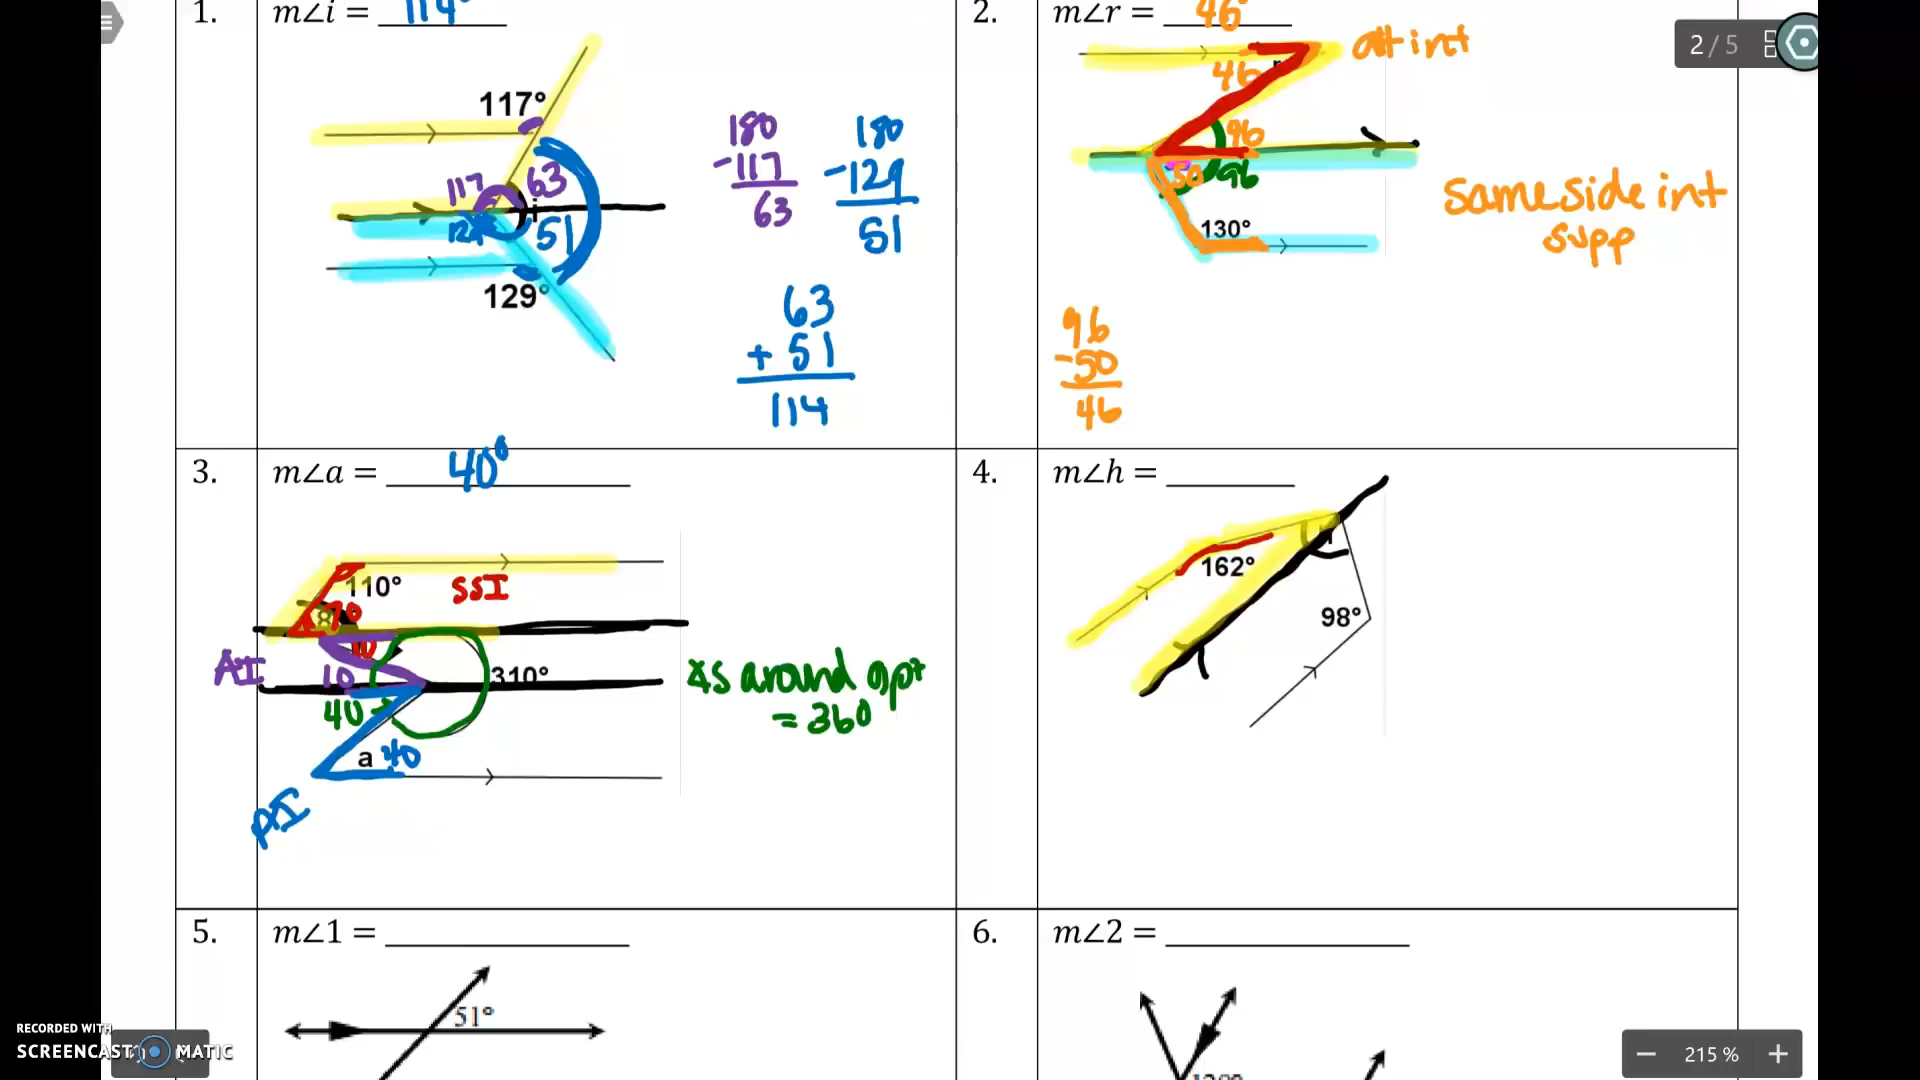 1. m∠i = 114°
117°
117
63
129
i
51
129°
180
-117
63
180
-129
51
63
+ 51
114
2. m∠r = 46°
alt int
46
96
50
96
130°
same side int
supp
96
-50
46
2 / 5
3. m∠a = 40°
110°
SSI
70
10
AI
10
310°
∡s around a pt
= 360
40
a 40
AI
4. m∠h =
162°
98°
5. m∠1 =
51°
6. m∠2 =
RECORDED WITH
SCREENCAST MATIC
215 %